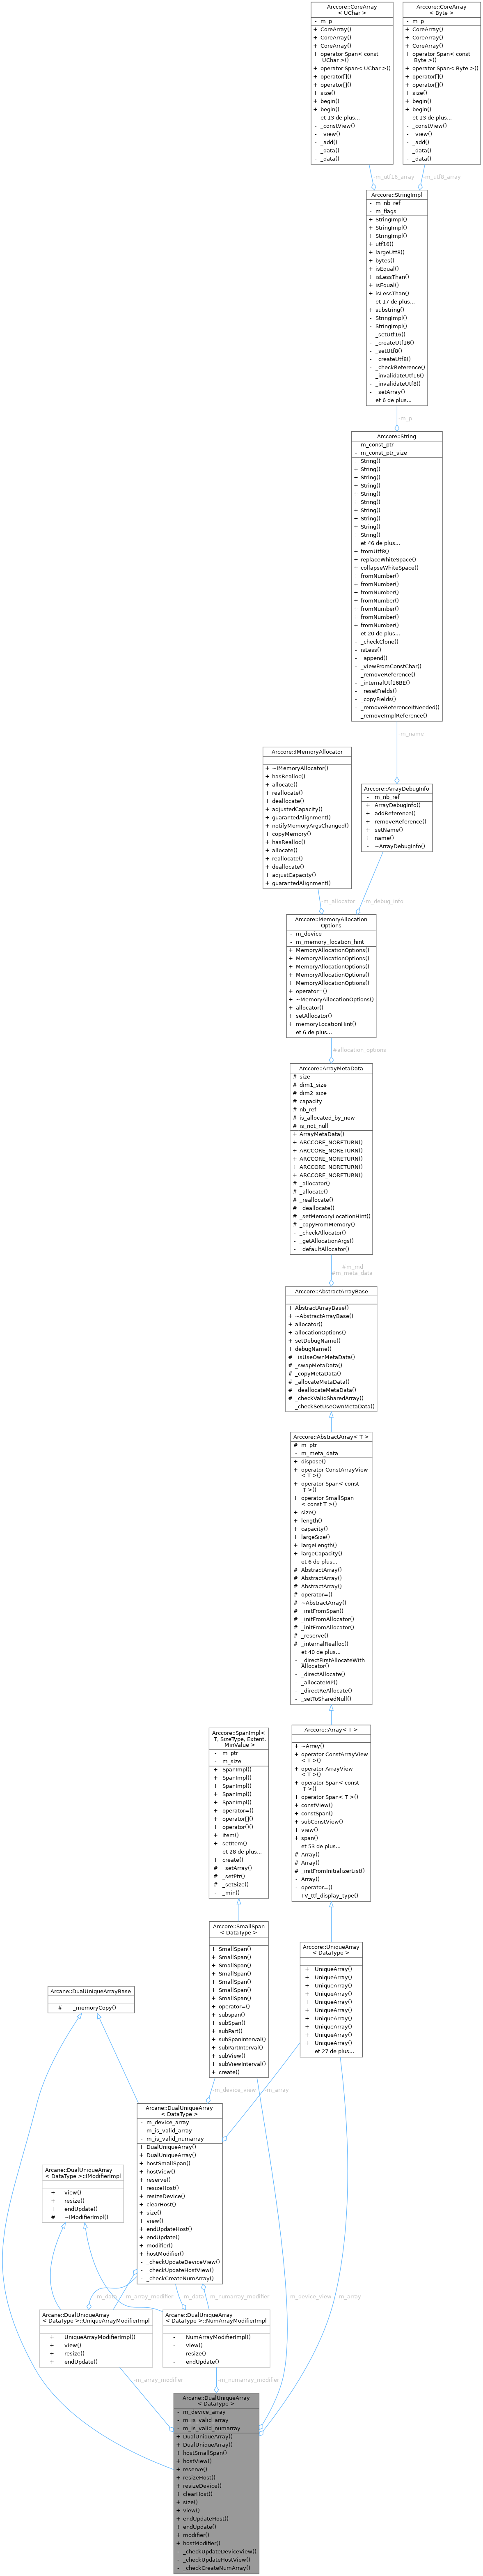 Arccore::CoreArray
< UChar >
- m_p
+ CoreArray()
+ CoreArray()
+ CoreArray()
+ operator Span< const
UChar >()
+ operator Span< UChar >()
+ operator[]()
+ operator[]()
+ size()
+ begin()
+ begin()
et 13 de plus...
- _constView()
- _view()
- _add()
- _data()
- _data()
Arccore::CoreArray
< Byte >
- m_p
+ CoreArray()
+ CoreArray()
+ CoreArray()
+ operator Span< const
Byte >()
+ operator Span< Byte >()
+ operator[]()
+ operator[]()
+ size()
+ begin()
+ begin()
et 13 de plus...
- _constView()
- _view()
- _add()
- _data()
- _data()
-m_utf16_array
-m_utf8_array
Arccore::StringImpl
- m_nb_ref
- m_flags
+ StringImpl()
+ StringImpl()
+ StringImpl()
+ utf16()
+ largeUtf8()
+ bytes()
+ isEqual()
+ isLessThan()
+ isEqual()
+ isLessThan()
et 17 de plus...
+ substring()
- StringImpl()
- StringImpl()
- _setUtf16()
- _createUtf16()
- _setUtf8()
- _createUtf8()
- _checkReference()
- _invalidateUtf16()
- _invalidateUtf8()
- _setArray()
et 6 de plus...
-m_p
Arccore::String
- m_const_ptr
- m_const_ptr_size
+ String()
+ String()
+ String()
+ String()
+ String()
+ String()
+ String()
+ String()
+ String()
+ String()
et 46 de plus...
+ fromUtf8()
+ replaceWhiteSpace()
+ collapseWhiteSpace()
+ fromNumber()
+ fromNumber()
+ fromNumber()
+ fromNumber()
+ fromNumber()
+ fromNumber()
+ fromNumber()
et 20 de plus...
- _checkClone()
- isLess()
- _append()
- _viewFromConstChar()
- _removeReference()
- _internalUtf16BE()
- _resetFields()
- _copyFields()
- _removeReferenceIfNeeded()
- _removeImplReference()
-m_name
Arccore::IMemoryAllocator
+ ~IMemoryAllocator()
+ hasRealloc()
+ allocate()
+ reallocate()
+ deallocate()
+ adjustedCapacity()
+ guarantedAlignment()
+ notifyMemoryArgsChanged()
+ copyMemory()
+ hasRealloc()
+ allocate()
+ reallocate()
+ deallocate()
+ adjustCapacity()
+ guarantedAlignment()
Arccore::ArrayDebugInfo
- m_nb_ref
+ ArrayDebugInfo()
+ addReference()
+ removeReference()
+ setName()
+ name()
- ~ArrayDebugInfo()
-m_allocator
-m_debug_info
Arccore::MemoryAllocation
Options
- m_device
- m_memory_location_hint
+ MemoryAllocationOptions()
+ MemoryAllocationOptions()
+ MemoryAllocationOptions()
+ MemoryAllocationOptions()
+ MemoryAllocationOptions()
+ operator=()
+ ~MemoryAllocationOptions()
+ allocator()
+ setAllocator()
+ memoryLocationHint()
et 6 de plus...
#allocation_options
Arccore::ArrayMetaData
# size
# dim1_size
# dim2_size
# capacity
# nb_ref
# is_allocated_by_new
# is_not_null
+ ArrayMetaData()
+ ARCCORE_NORETURN()
+ ARCCORE_NORETURN()
+ ARCCORE_NORETURN()
+ ARCCORE_NORETURN()
+ ARCCORE_NORETURN()
# _allocator()
# _allocate()
# _reallocate()
# _deallocate()
# _setMemoryLocationHint()
# _copyFromMemory()
- _checkAllocator()
- _getAllocationArgs()
- _defaultAllocator()
#m_md
#m_meta_data
Arccore::AbstractArrayBase
+ AbstractArrayBase()
+ ~AbstractArrayBase()
+ allocator()
+ allocationOptions()
+ setDebugName()
+ debugName()
# _isUseOwnMetaData()
# _swapMetaData()
# _copyMetaData()
# _allocateMetaData()
# _deallocateMetaData()
# _checkValidSharedArray()
- _checkSetUseOwnMetaData()
Arccore::AbstractArray< T >
# m_ptr
- m_meta_data
+ dispose()
+ operator ConstArrayView
< T >()
+ operator Span< const
T >()
+ operator SmallSpan
< const T >()
+ size()
+ length()
+ capacity()
+ largeSize()
+ largeLength()
+ largeCapacity()
et 6 de plus...
# AbstractArray()
# AbstractArray()
# AbstractArray()
# operator=()
# ~AbstractArray()
# _initFromSpan()
# _initFromAllocator()
# _initFromAllocator()
# _reserve()
# _internalRealloc()
et 40 de plus...
- _directFirstAllocateWith
Allocator()
- _directAllocate()
- _allocateMP()
- _directReAllocate()
- _setToSharedNull()
Arccore::SpanImpl<
T, SizeType, Extent,
MinValue >
- m_ptr
- m_size
+ SpanImpl()
+ SpanImpl()
+ SpanImpl()
+ SpanImpl()
+ SpanImpl()
+ operator=()
+ operator[]()
+ operator()()
+ item()
+ setItem()
et 28 de plus...
+ create()
# _setArray()
# _setPtr()
# _setSize()
- _min()
Arccore::Array< T >
+ ~Array()
+ operator ConstArrayView
< T >()
+ operator ArrayView
< T >()
+ operator Span< const
T >()
+ operator Span< T >()
+ constView()
+ constSpan()
+ subConstView()
+ view()
+ span()
et 53 de plus...
# Array()
# Array()
# _initFromInitializerList()
- Array()
- operator=()
- TV_ttf_display_type()
Arccore::SmallSpan
< DataType >
+ SmallSpan()
+ SmallSpan()
+ SmallSpan()
+ SmallSpan()
+ SmallSpan()
+ SmallSpan()
+ SmallSpan()
+ operator=()
+ subspan()
+ subSpan()
+ subPart()
+ subSpanInterval()
+ subPartInterval()
+ subView()
+ subViewInterval()
+ create()
Arccore::UniqueArray
< DataType >
+ UniqueArray()
+ UniqueArray()
+ UniqueArray()
+ UniqueArray()
+ UniqueArray()
+ UniqueArray()
+ UniqueArray()
+ UniqueArray()
+ UniqueArray()
+ UniqueArray()
et 27 de plus...
Arcane::DualUniqueArrayBase
# _memoryCopy()
-m_device_view
-m_array
Arcane::DualUniqueArray
< DataType >
- m_device_array
- m_is_valid_array
- m_is_valid_numarray
+ DualUniqueArray()
+ DualUniqueArray()
+ hostSmallSpan()
+ hostView()
+ reserve()
+ resizeHost()
+ resizeDevice()
+ clearHost()
+ size()
+ view()
+ endUpdateHost()
+ endUpdate()
+ modifier()
+ hostModifier()
- _checkUpdateDeviceView()
- _checkUpdateHostView()
- _checkCreateNumArray()
Arcane::DualUniqueArray
< DataType >::IModifierImpl
+ view()
+ resize()
+ endUpdate()
# ~IModifierImpl()
-m_data
-m_array_modifier
-m_data
-m_numarray_modifier
-m_device_view
-m_array
Arcane::DualUniqueArray
< DataType >::UniqueArrayModifierImpl
+ UniqueArrayModifierImpl()
+ view()
+ resize()
+ endUpdate()
Arcane::DualUniqueArray
< DataType >::NumArrayModifierImpl
- NumArrayModifierImpl()
- view()
- resize()
- endUpdate()
-m_array_modifier
-m_numarray_modifier
Arcane::DualUniqueArray
< DataType >
- m_device_array
- m_is_valid_array
- m_is_valid_numarray
+ DualUniqueArray()
+ DualUniqueArray()
+ hostSmallSpan()
+ hostView()
+ reserve()
+ resizeHost()
+ resizeDevice()
+ clearHost()
+ size()
+ view()
+ endUpdateHost()
+ endUpdate()
+ modifier()
+ hostModifier()
- _checkUpdateDeviceView()
- _checkUpdateHostView()
- _checkCreateNumArray()